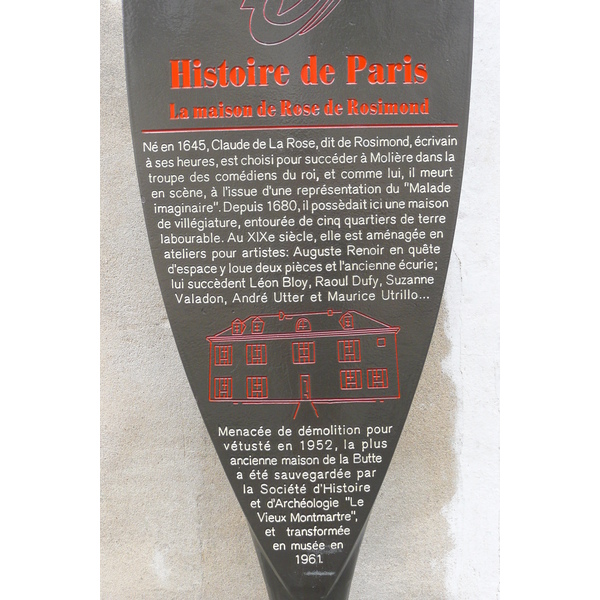 Histoire de Paris
La maison de Rose de Rosimond
Né en 1645, Claude de La Rose, dit de Rosimond, écrivain
à ses heures, est choisi pour succéder à Molière dans la
troupe des comédiens du roi, et comme lui, il meurt
en scène, à l'issue d'une représentation du "Malade
imaginaire". Depuis 1680, il possèdait ici une maison
de villégiature, entourée de cinq quartiers de terre
labourable. Au XIXe siècle, elle est aménagée en
ateliers pour artistes: Auguste Renoir en quête
d'espace y loue deux pièces et l'ancienne écurie;
lui succèdent Léon Bloy, Raoul Dufy, Suzanne
Valadon, André Utter et Maurice Utrillo...
Menacée de démolition pour
vétusté en 1952, la plus
ancienne maison de la Butte
a été sauvegardée par
la Société d'Histoire
et d'Archéologie "Le
Vieux Montmartre",
et transformée
en musée en
1961.